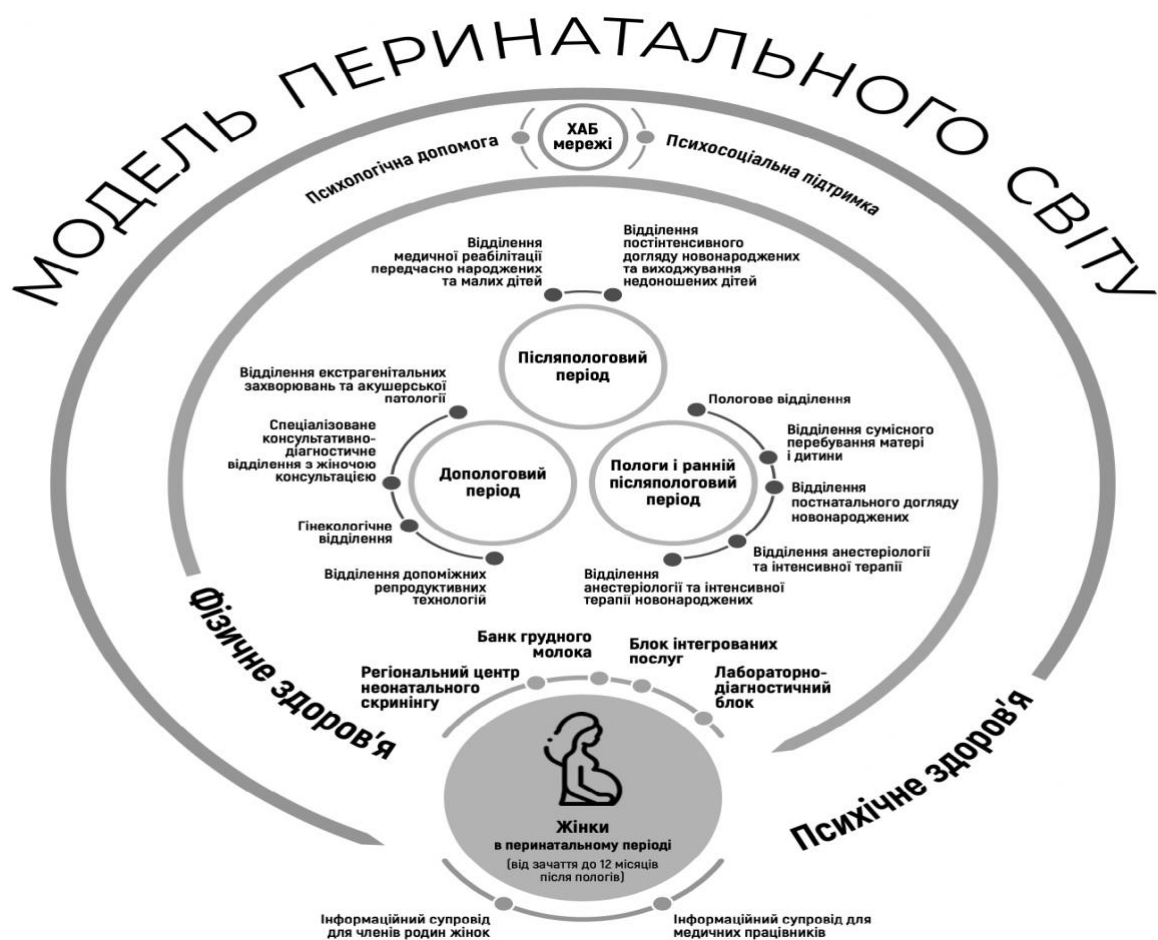 МОДЕЛЬ ПЕРИНАТАЛЬНОГО СВІТУ
Психологічна допомога
ХАБ
мережі
Психосоціальна підтримка
Відділення
медичної реабілітації
передчасно народжених
та малих дітей
Відділення
постінтенсивного
догляду новонароджених
та виходжування
недоношених дітей
Післяпологовий
період
Відділення екстрагенітальних
захворювань та акушерської
патології
Спеціалізоване
консультативно-
діагностичне
відділення з жіночою
консультацією
Гінекологічне
відділення
Відділення допоміжних
репродуктивних
технологій
Допологовий
період
Пологи і ранній
післяпологовий
період
Пологове відділення
Відділення сумісного
перебування матері
і дитини
Відділення
постнатального догляду
новонароджених
Відділення анестеріології
та інтенсивної терапії
Відділення
анестеріології та інтенсивної
терапії новонароджених
Фізичне здоров'я
Психічне здоров'я
Регіональний центр
неонатального
скринінгу
Банк грудного
молока
Блок інтегрованих
послуг
Лабораторно-
діагностичний
блок
Жінки
в перинатальному періоді
(від зачаття до 12 місяців
після пологів)
Інформаційний супровід
для членів родин жінок
Інформаційний супровід для
медичних працівників